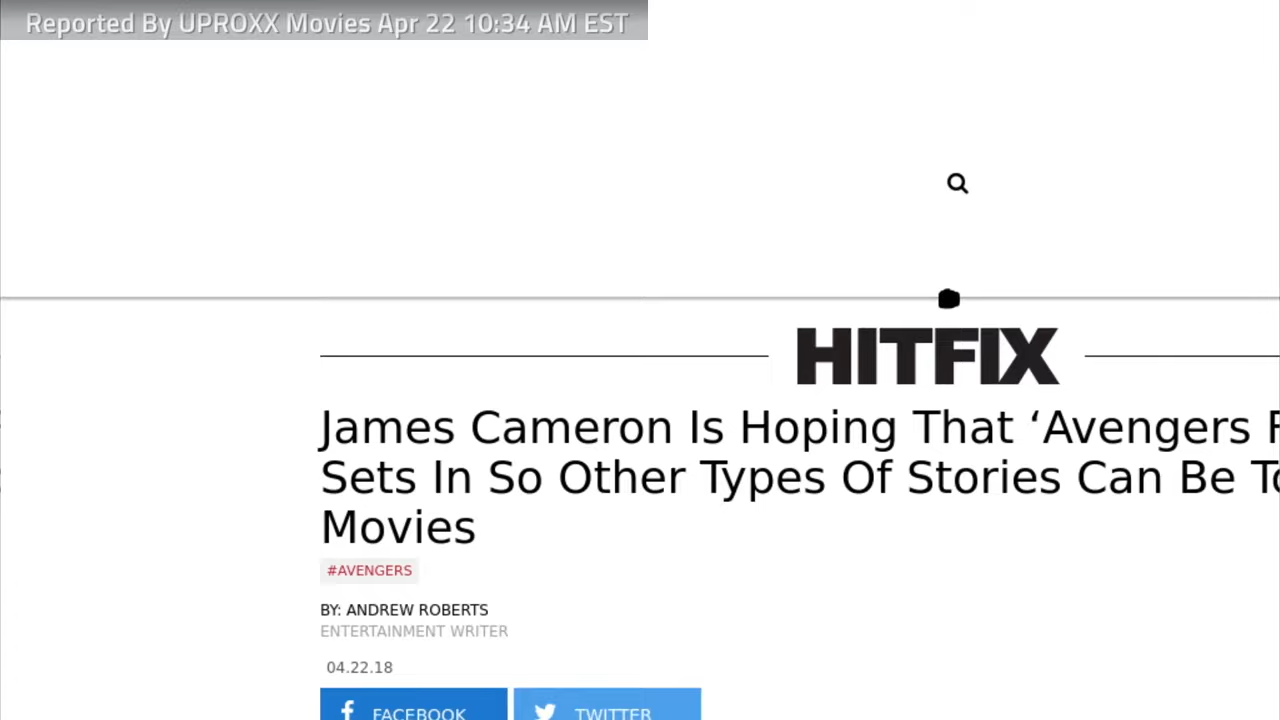 Reported By UPROXX Movies Apr 22 10:34 AM EST
HITFIX
James Cameron Is Hoping That ‘Avengers
Sets In So Other Types Of Stories Can Be
Movies
#AVENGERS
BY: ANDREW ROBERTS
ENTERTAINMENT WRITER
04.22.18
FACEBOOK
TWITTER